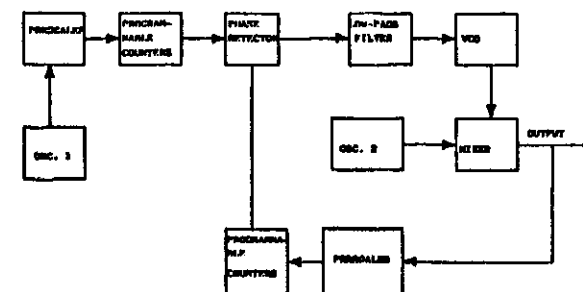 PRESCALER
PROGRAM-
MABLE
COUNTERS
PHASE
DETECTOR
LOW-PASS
FILTER
VCO
OSC. 1
OSC. 2
MIXER
OUTPUT
PROGRAMMA-
BLE
COUNTERS
PRESCALER